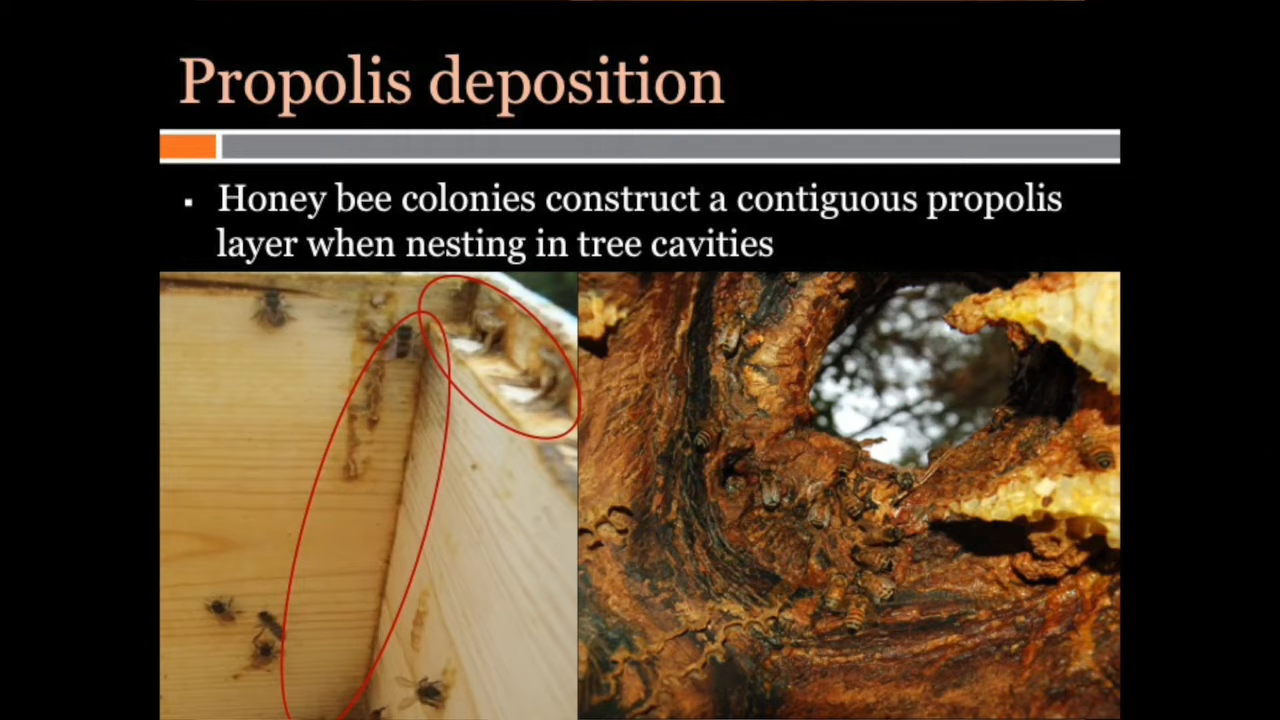 Propolis deposition
▪ Honey bee colonies construct a contiguous propolis
layer when nesting in tree cavities